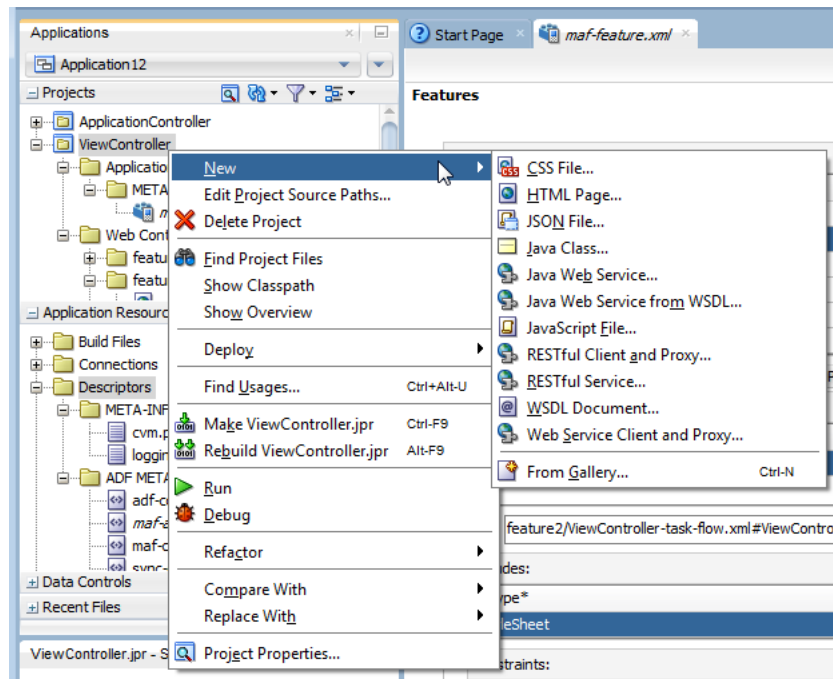 Applications
Start Page
maf-feature.xml
Application12
Projects
Features
ApplicationController
ViewController
Applicatio
META
m
Web Cont
featu
featu
Application Resourc
Build Files
Connections
Descriptors
META-INF
cvm.p
loggin
ADF META
adf-c
maf-a
maf-c
sync-
Data Controls
Recent Files
ViewController.jpr - S
New
Edit Project Source Paths...
Delete Project
Find Project Files
Show Classpath
Show Overview
Deploy
Find Usages... Ctrl+Alt-U
Make ViewController.jpr Ctrl-F9
Rebuild ViewController.jpr Alt-F9
Run
Debug
Refactor
Compare With
Replace With
Project Properties...
CSS File...
HTML Page...
JSON File...
Java Class...
Java Web Service...
Java Web Service from WSDL...
JavaScript File...
RESTful Client and Proxy...
RESTful Service...
WSDL Document...
Web Service Client and Proxy...
From Gallery... Ctrl-N
feature2/ViewController-task-flow.xml#ViewContro
udes:
ype*
leSheet
straints: